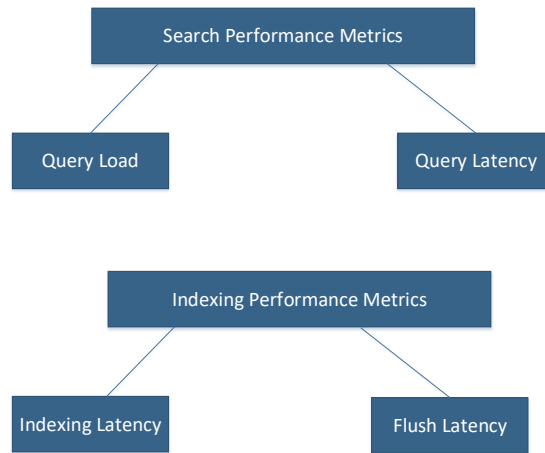 Search Performance Metrics
Query Load
Query Latency
Indexing Performance Metrics
Indexing Latency
Flush Latency